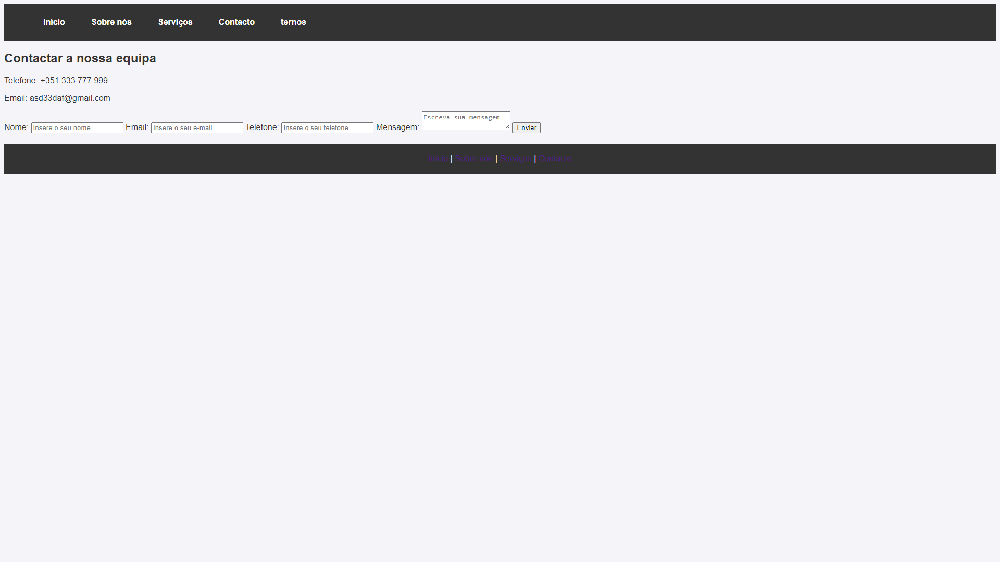 Início Sobre nós Serviços Contacto ternos
Contactar a nossa equipa
Telefone: +351 333 777 999
Email: asd33daf@gmail.com
Nome: Insere o seu nome Email: Insere o seu e-mail Telefone: Insere o seu telefone Mensagem: Escreva sua mensagem Enviar
Início | Sobre nós | Serviços | Contacto